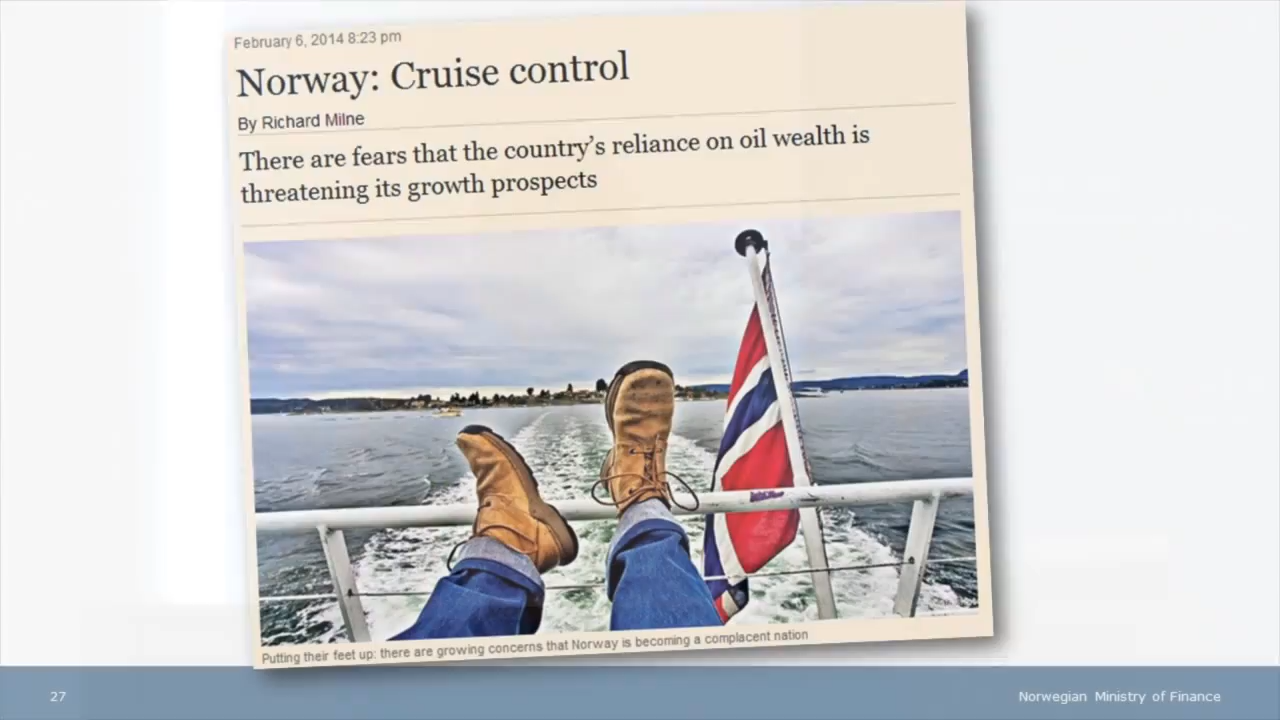 February 6, 2014 8:23 pm
Norway: Cruise control
By Richard Milne
There are fears that the country's reliance on oil wealth is
threatening its growth prospects
Putting their feet up: there are growing concerns that Norway is becoming a complacent nation
27
Norwegian Ministry of Finance